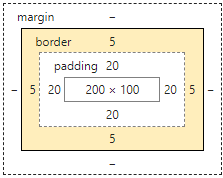 margin –
border 5
padding 20
– 5 20 200 × 100 20 5 –
20
5
–